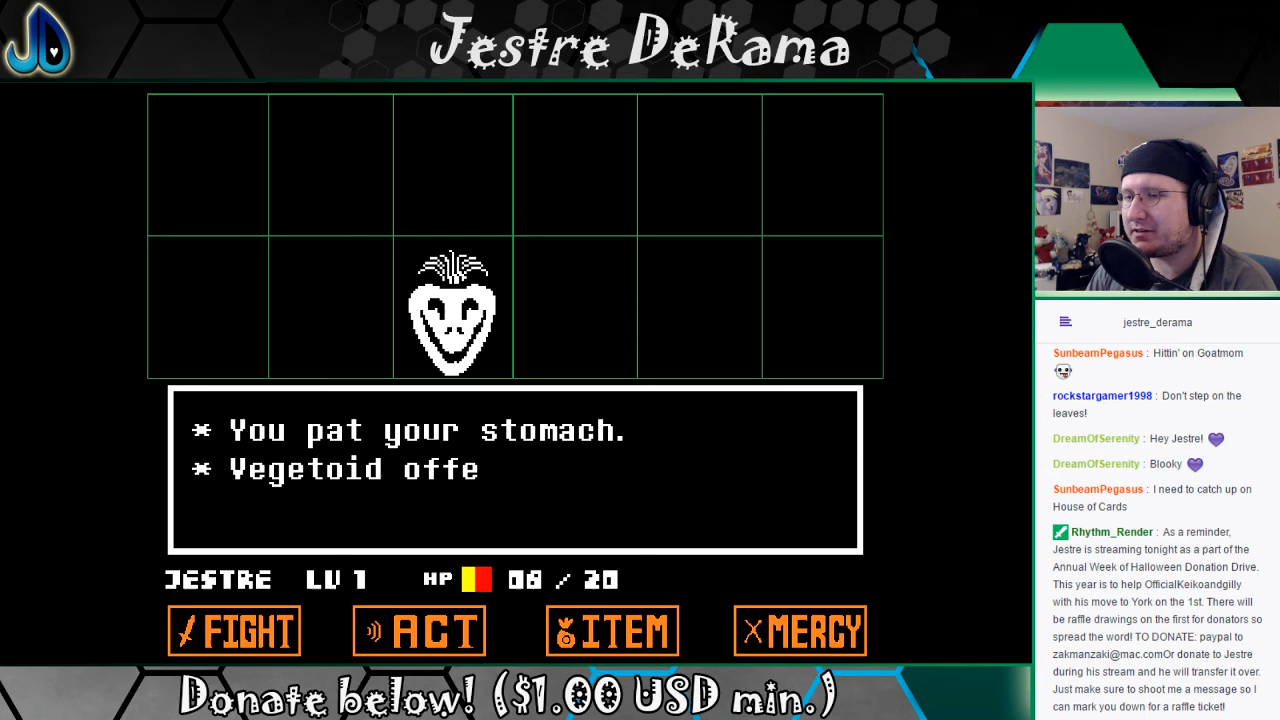 JD
Jestre DeRama
* You pat your stomach.
* Vegetoid offe
JESTRE LV 1 HP 08 / 20
FIGHT ACT ITEM MERCY
Donate below! ($1.00 USD min.)
jestre_derama
SunbeamPegasus : Hittin' on Goatmom
rockstargamer1998 : Don't step on the
leaves!
DreamOfSerenity : Hey Jestre!
DreamOfSerenity : Blooky
SunbeamPegasus : I need to catch up on
House of Cards
Rhythm_Render : As a reminder,
Jestre is streaming tonight as a part of the
Annual Week of Halloween Donation Drive.
This year is to help OfficialKeikoandgilly
with his move to York on the 1st. There will
be raffle drawings on the first for donators so
spread the word! TO DONATE: paypal to
zakmanzaki@mac.comOr donate to Jestre
during his stream and he will transfer it over.
Just make sure to shoot me a message so I
can mark you down for a raffle ticket!